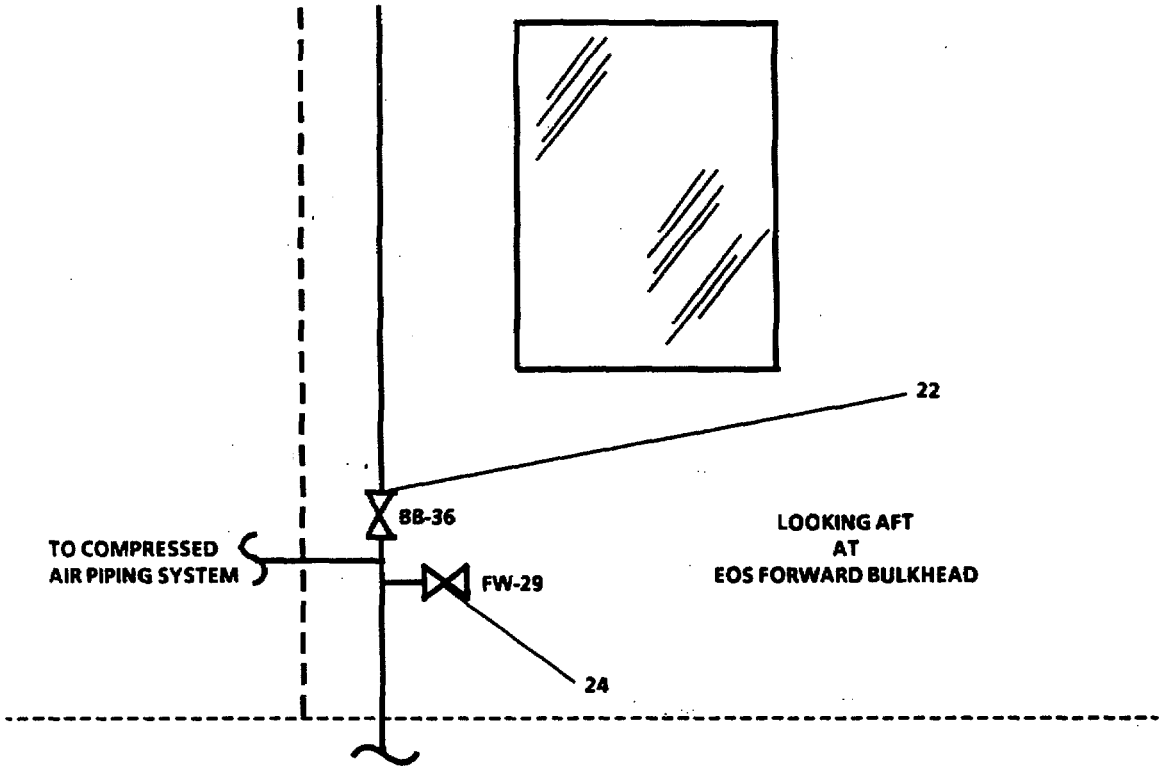 22
BB-36
LOOKING AFT
AT
EOS FORWARD BULKHEAD
TO COMPRESSED
AIR PIPING SYSTEM
FW-29
24